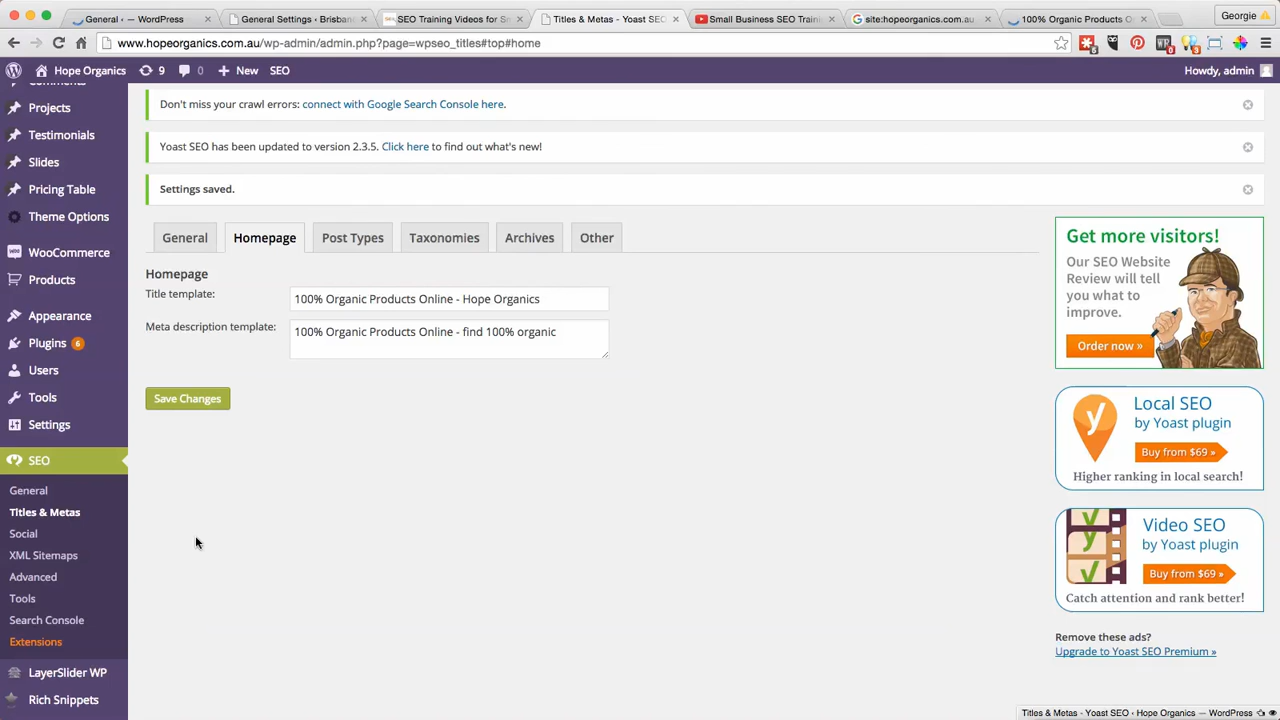 General ‹ — WordPress
General Settings ‹ Brisban
SEO Training Videos for Sm
Titles & Metas - Yoast SEO
Small Business SEO Trainin
site:hopeorganics.com.au
100% Organic Products On
Georgie
www.hopeorganics.com.au/wp-admin/admin.php?page=wpseo_titles#top#home
Hope Organics
9
0
New
SEO
Howdy, admin
Comments
Projects
Testimonials
Slides
Pricing Table
Theme Options
WooCommerce
Products
Appearance
Plugins 6
Users
Tools
Settings
SEO
General
Titles & Metas
Social
XML Sitemaps
Advanced
Tools
Search Console
Extensions
LayerSlider WP
Rich Snippets
Don't miss your crawl errors: connect with Google Search Console here.
Yoast SEO has been updated to version 2.3.5. Click here to find out what's new!
Settings saved.
General
Homepage
Post Types
Taxonomies
Archives
Other
Homepage
Title template:
100% Organic Products Online - Hope Organics
Meta description template:
100% Organic Products Online - find 100% organic
Save Changes
Get more visitors!
Our SEO Website
Review will tell
you what to
improve.
Order now »
Local SEO
by Yoast plugin
Buy from $69 »
Higher ranking in local search!
Video SEO
by Yoast plugin
Buy from $69 »
Catch attention and rank better!
Remove these ads?
Upgrade to Yoast SEO Premium »
Titles & Metas - Yoast SEO ‹ Hope Organics — WordPress